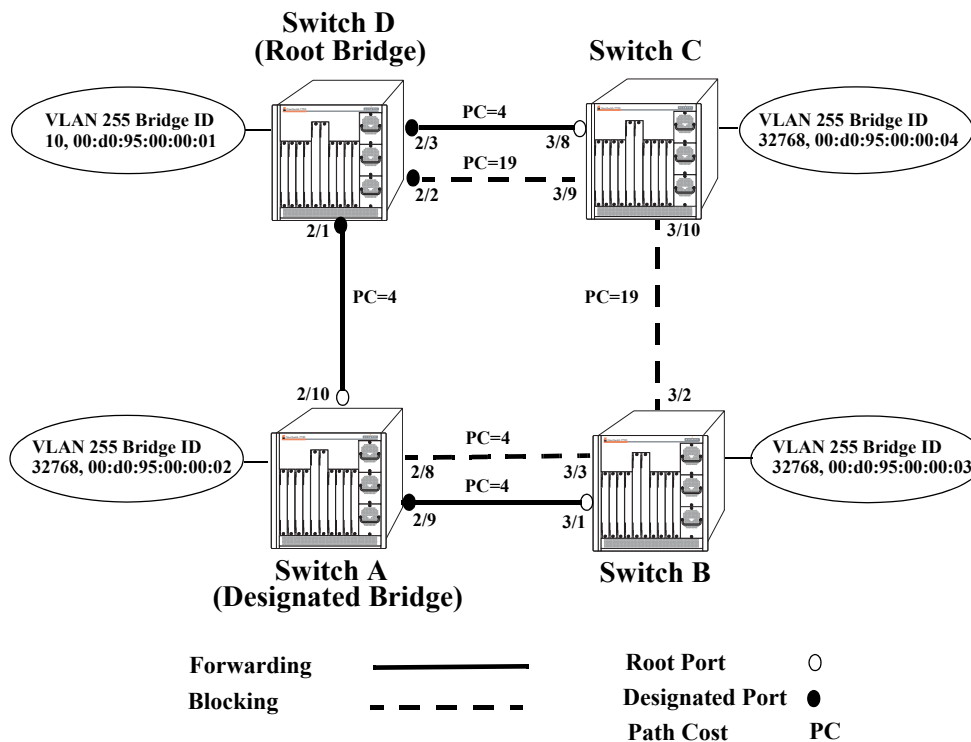 Switch D
(Root Bridge)
Switch C
VLAN 255 Bridge ID
10, 00:d0:95:00:00:01
PC=4
2/3
3/8
PC=19
2/2
3/9
VLAN 255 Bridge ID
32768, 00:d0:95:00:00:04
2/1
3/10
PC=4
PC=19
2/10
3/2
VLAN 255 Bridge ID
32768, 00:d0:95:00:00:02
PC=4
2/8
3/3
PC=4
2/9
3/1
VLAN 255 Bridge ID
32768, 00:d0:95:00:00:03
Switch A
(Designated Bridge)
Switch B
Forwarding
Root Port
Blocking
Designated Port
Path Cost
PC